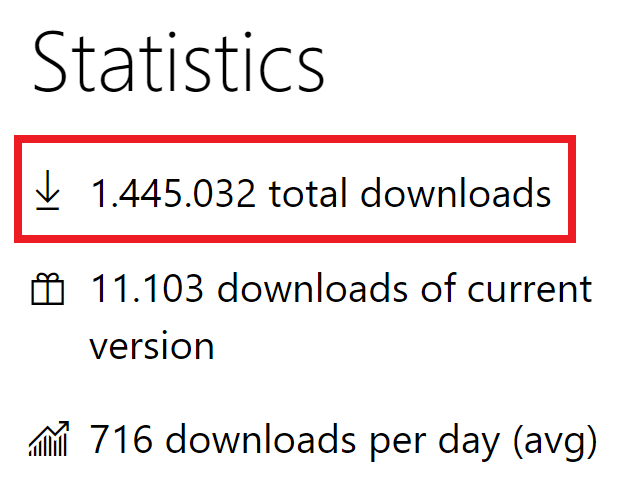 Statistics
1.445.032 total downloads
11.103 downloads of current
version
716 downloads per day (avg)